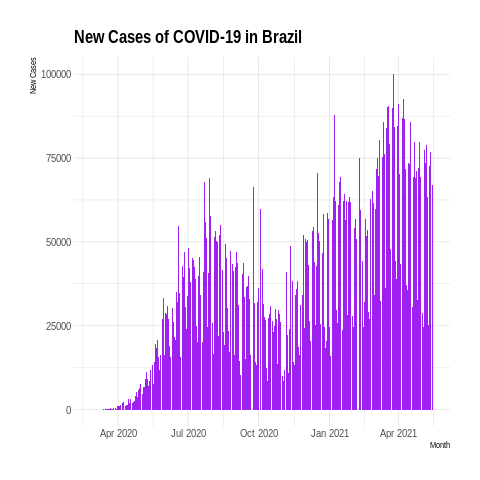 New Cases of COVID-19 in Brazil
New Cases
100000
75000
50000
25000
0
Apr 2020 Jul 2020 Oct 2020 Jan 2021 Apr 2021
Month